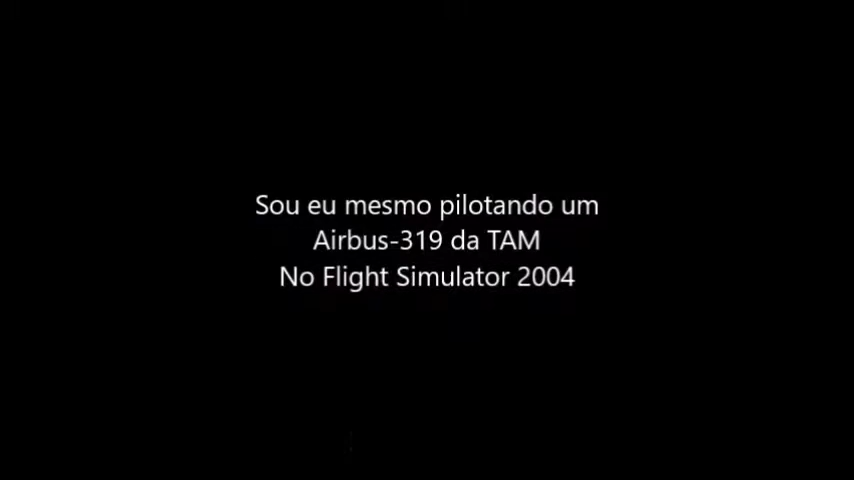 Sou eu mesmo pilotando um
Airbus-319 da TAM
No Flight Simulator 2004